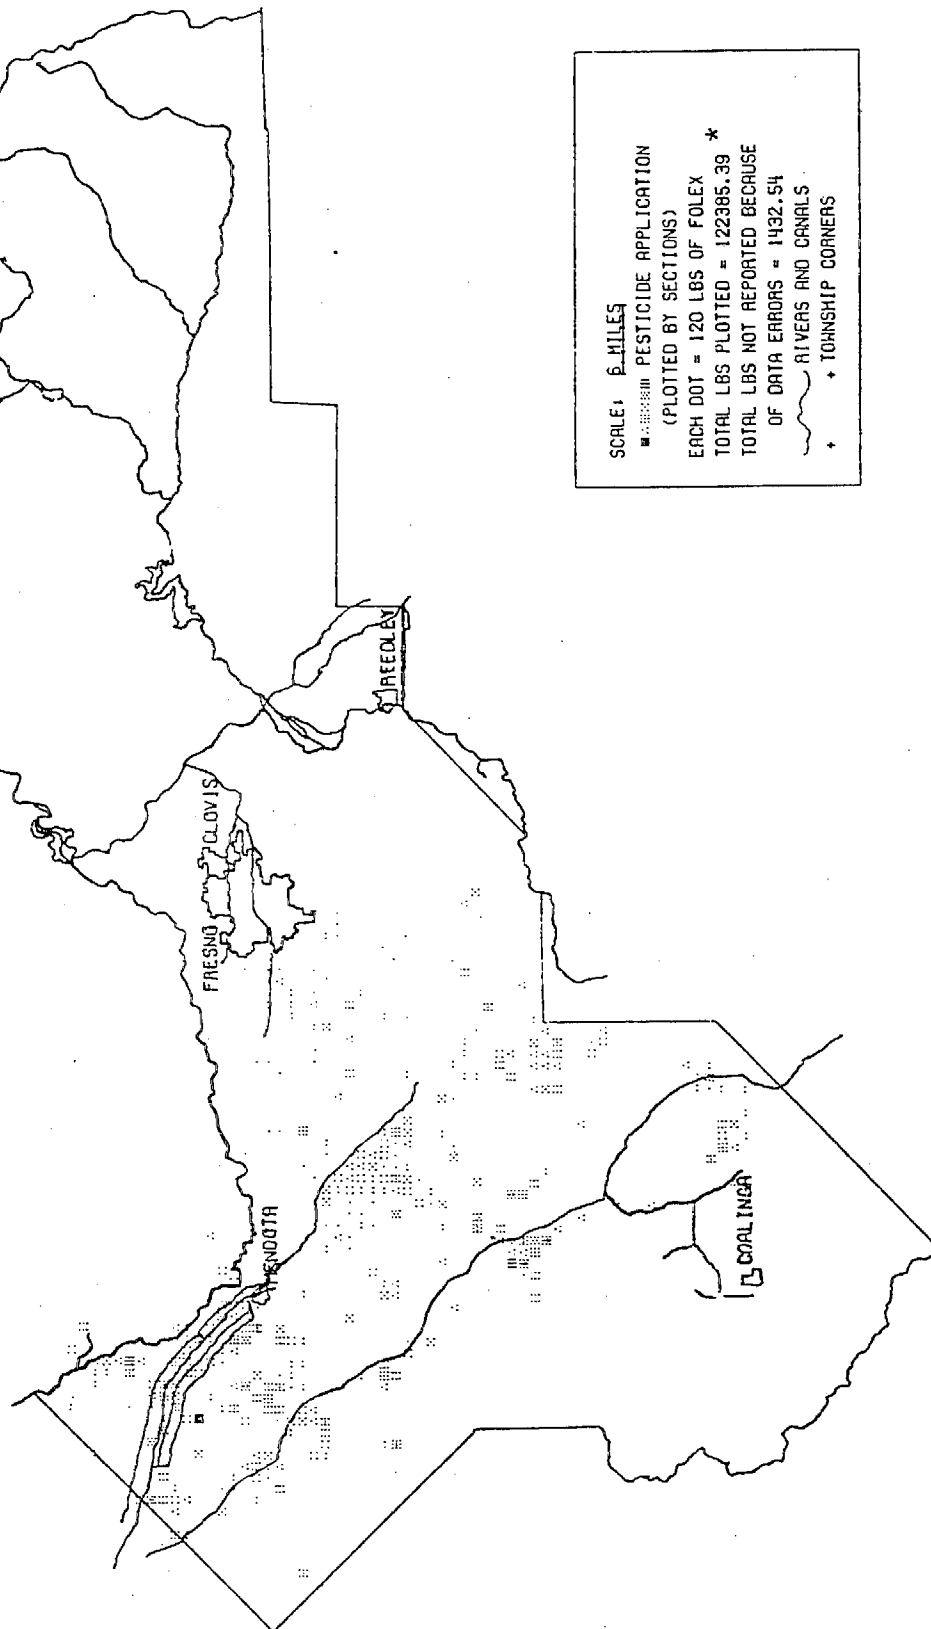 FRESNO
CLOVIS
REEDLEY
MENDOTA
COALINGA
SCALE: 6 MILES
PESTICIDE APPLICATION
(PLOTTED BY SECTIONS)
EACH DOT = 120 LBS OF FOLEX
TOTAL LBS PLOTTED = 122385.39 *
TOTAL LBS NOT REPORTED BECAUSE
OF DATA ERRORS = 1432.54
RIVERS AND CANALS
+ + TOWNSHIP CORNERS